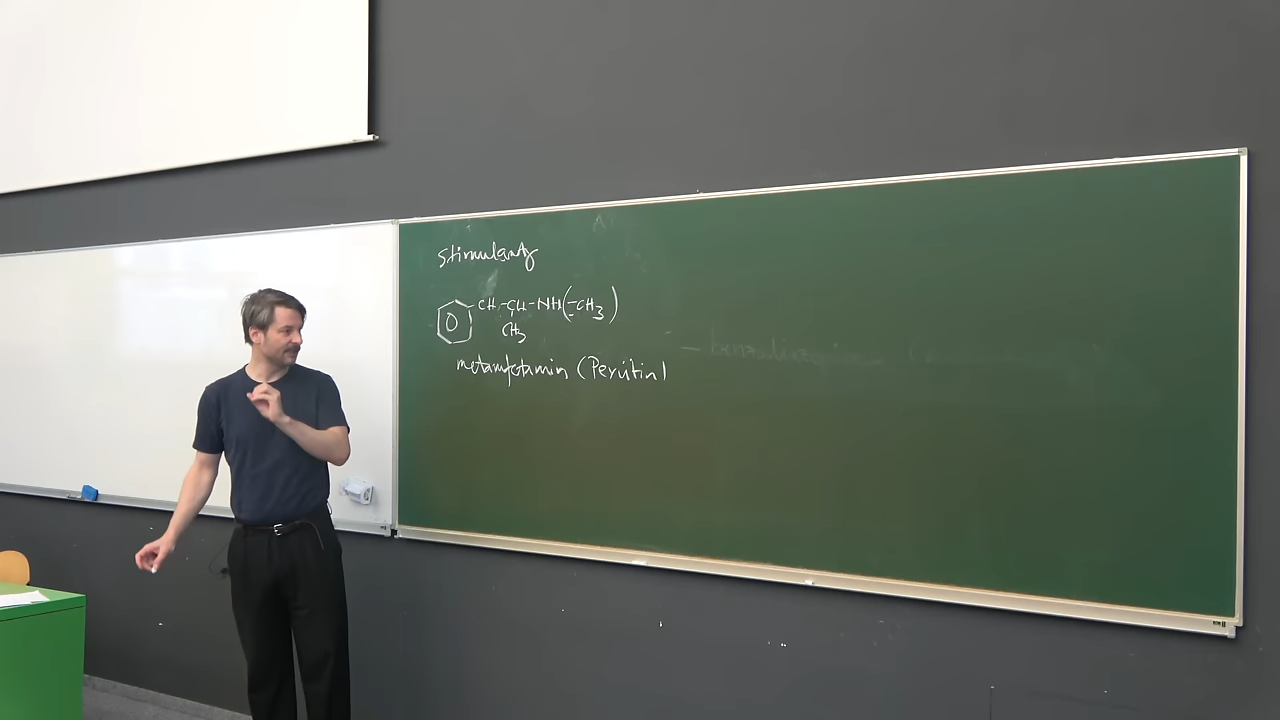 stimulanty
CH-CH-NH(-CH3)
CH3
metamfetamin (Pervitin)